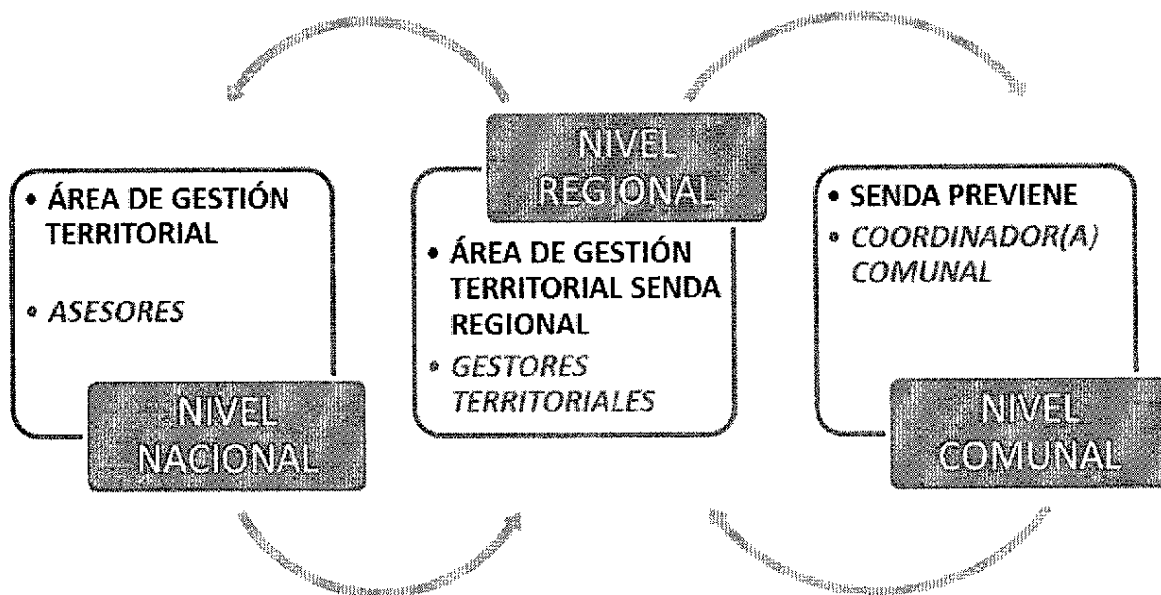 • ÁREA DE GESTIÓN
TERRITORIAL
• ASESORES
NIVEL
NACIONAL
NIVEL
REGIONAL
• ÁREA DE GESTIÓN
TERRITORIAL SENDA
REGIONAL
• GESTORES
TERRITORIALES
• SENDA PREVIENE
• COORDINADOR(A)
COMUNAL
NIVEL
COMUNAL